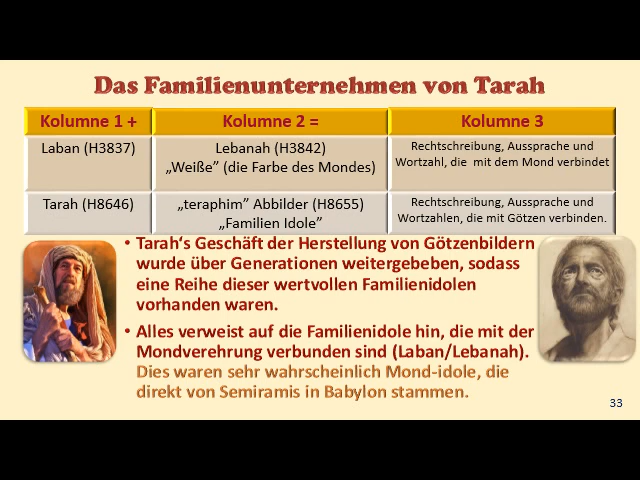 Das Familienunternehmen von Tarah
Kolumne 1 +
Kolumne 2 =
Kolumne 3
Laban (H3837)
Lebanah (H3842)
„Weiße” (die Farbe des Mondes)
Rechtschreibung, Aussprache und
Wortzahl, die mit dem Mond verbindet
Tarah (H8646)
„teraphim” Abbilder (H8655)
„Familien Idole”
Rechtschreibung, Aussprache und
Wortzahlen, die mit Götzen verbinden.
• Tarah‘s Geschäft der Herstellung von Götzenbildern
wurde über Generationen weitergebeben, sodass
eine Reihe dieser wertvollen Familienidolen
vorhanden waren.
• Alles verweist auf die Familienidole hin, die mit der
Mondverehrung verbunden sind (Laban/Lebanah).
Dies waren sehr wahrscheinlich Mond-idole, die
direkt von Semiramis in Babylon stammen.
33